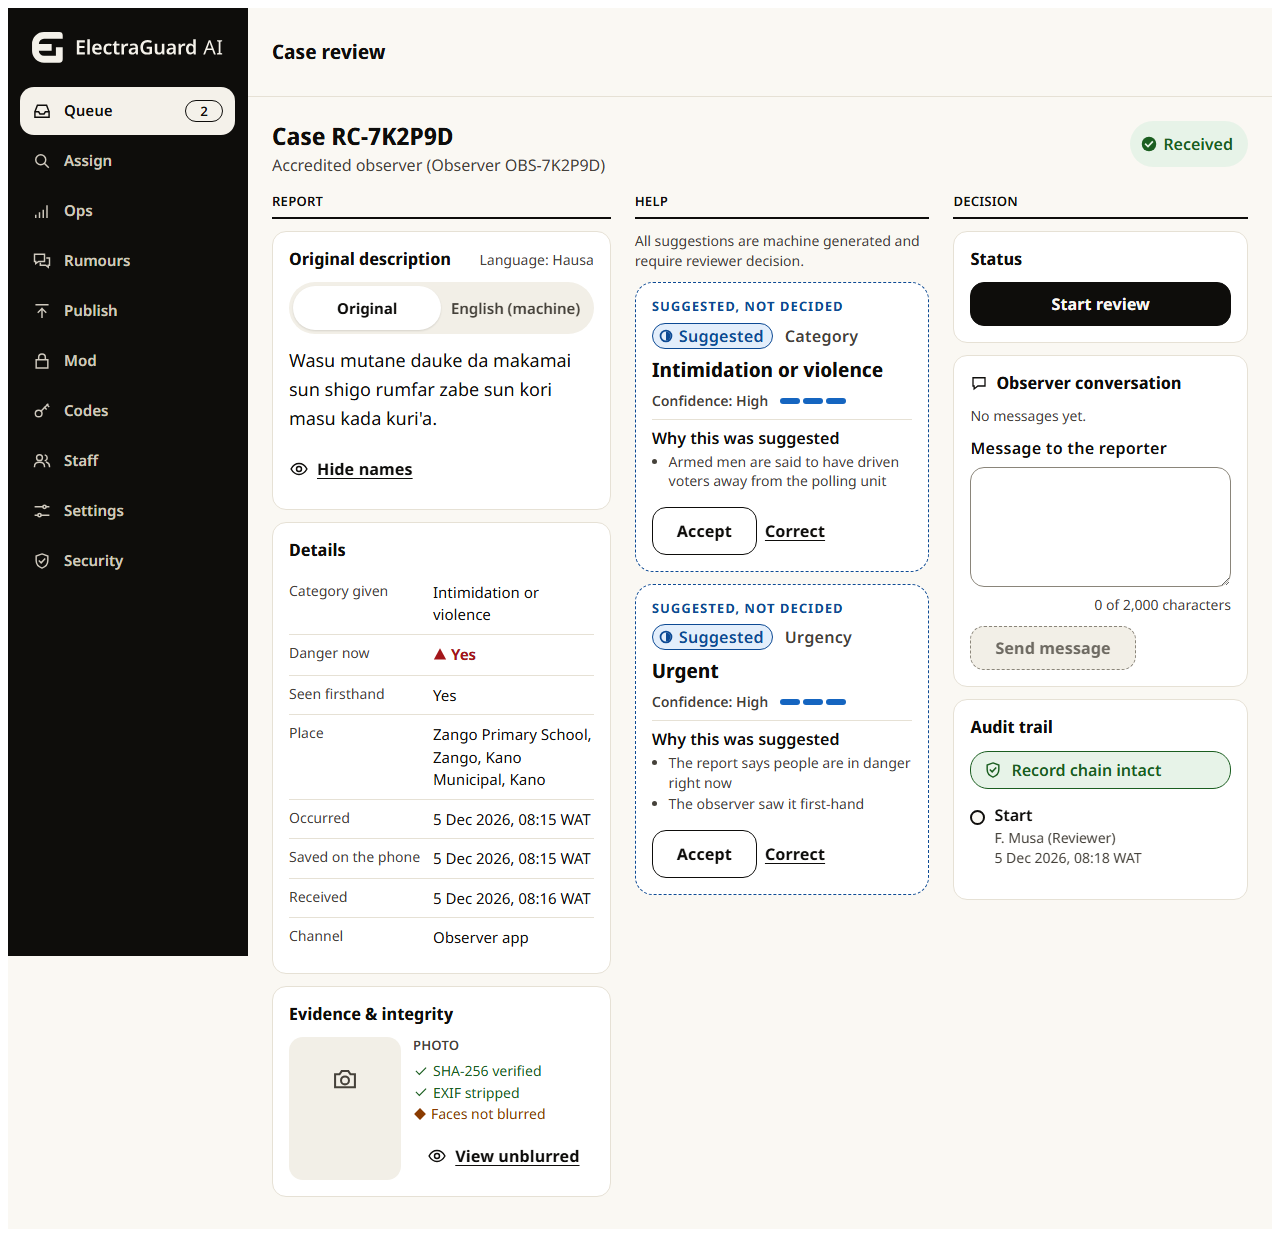 ElectraGuard AI
Queue 2
Assign
Ops
Rumours
Publish
Mod
Codes
Staff
Settings
Security
Case review
Case RC-7K2P9D
Accredited observer (Observer OBS-7K2P9D)
Received
REPORT
Original description Language: Hausa
Original English (machine)
Wasu mutane dauke da makamai
sun shigo rumfar zabe sun kori
masu kada kuri'a.
Hide names
Details
Category given Intimidation or
violence
Danger now Yes
Seen firsthand Yes
Place Zango Primary School,
Zango, Kano
Municipal, Kano
Occurred 5 Dec 2026, 08:15 WAT
Saved on the phone 5 Dec 2026, 08:15 WAT
Received 5 Dec 2026, 08:16 WAT
Channel Observer app
Evidence & integrity
PHOTO
SHA-256 verified
EXIF stripped
Faces not blurred
View unblurred
HELP
All suggestions are machine generated and
require reviewer decision.
SUGGESTED, NOT DECIDED
Suggested Category
Intimidation or violence
Confidence: High
Why this was suggested
Armed men are said to have driven
voters away from the polling unit
Accept Correct
SUGGESTED, NOT DECIDED
Suggested Urgency
Urgent
Confidence: High
Why this was suggested
The report says people are in danger
right now
The observer saw it first-hand
Accept Correct
DECISION
Status
Start review
Observer conversation
No messages yet.
Message to the reporter
0 of 2,000 characters
Send message
Audit trail
Record chain intact
Start
F. Musa (Reviewer)
5 Dec 2026, 08:18 WAT